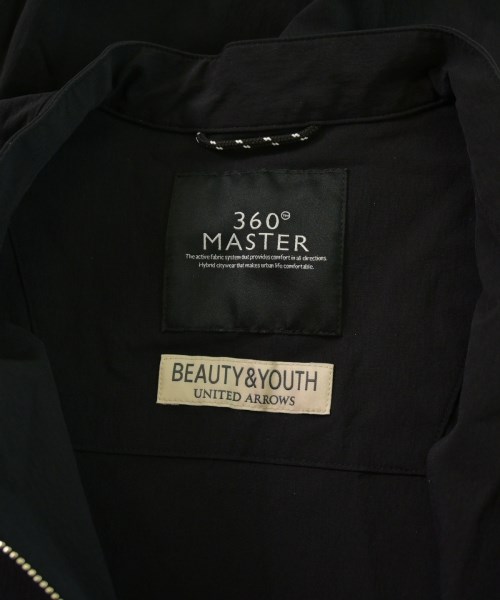 360°™
MASTER
The active fabric system that provides comfort in all directions.
Hybrid citywear that makes urban life comfortable.
BEAUTY&YOUTH
UNITED ARROWS